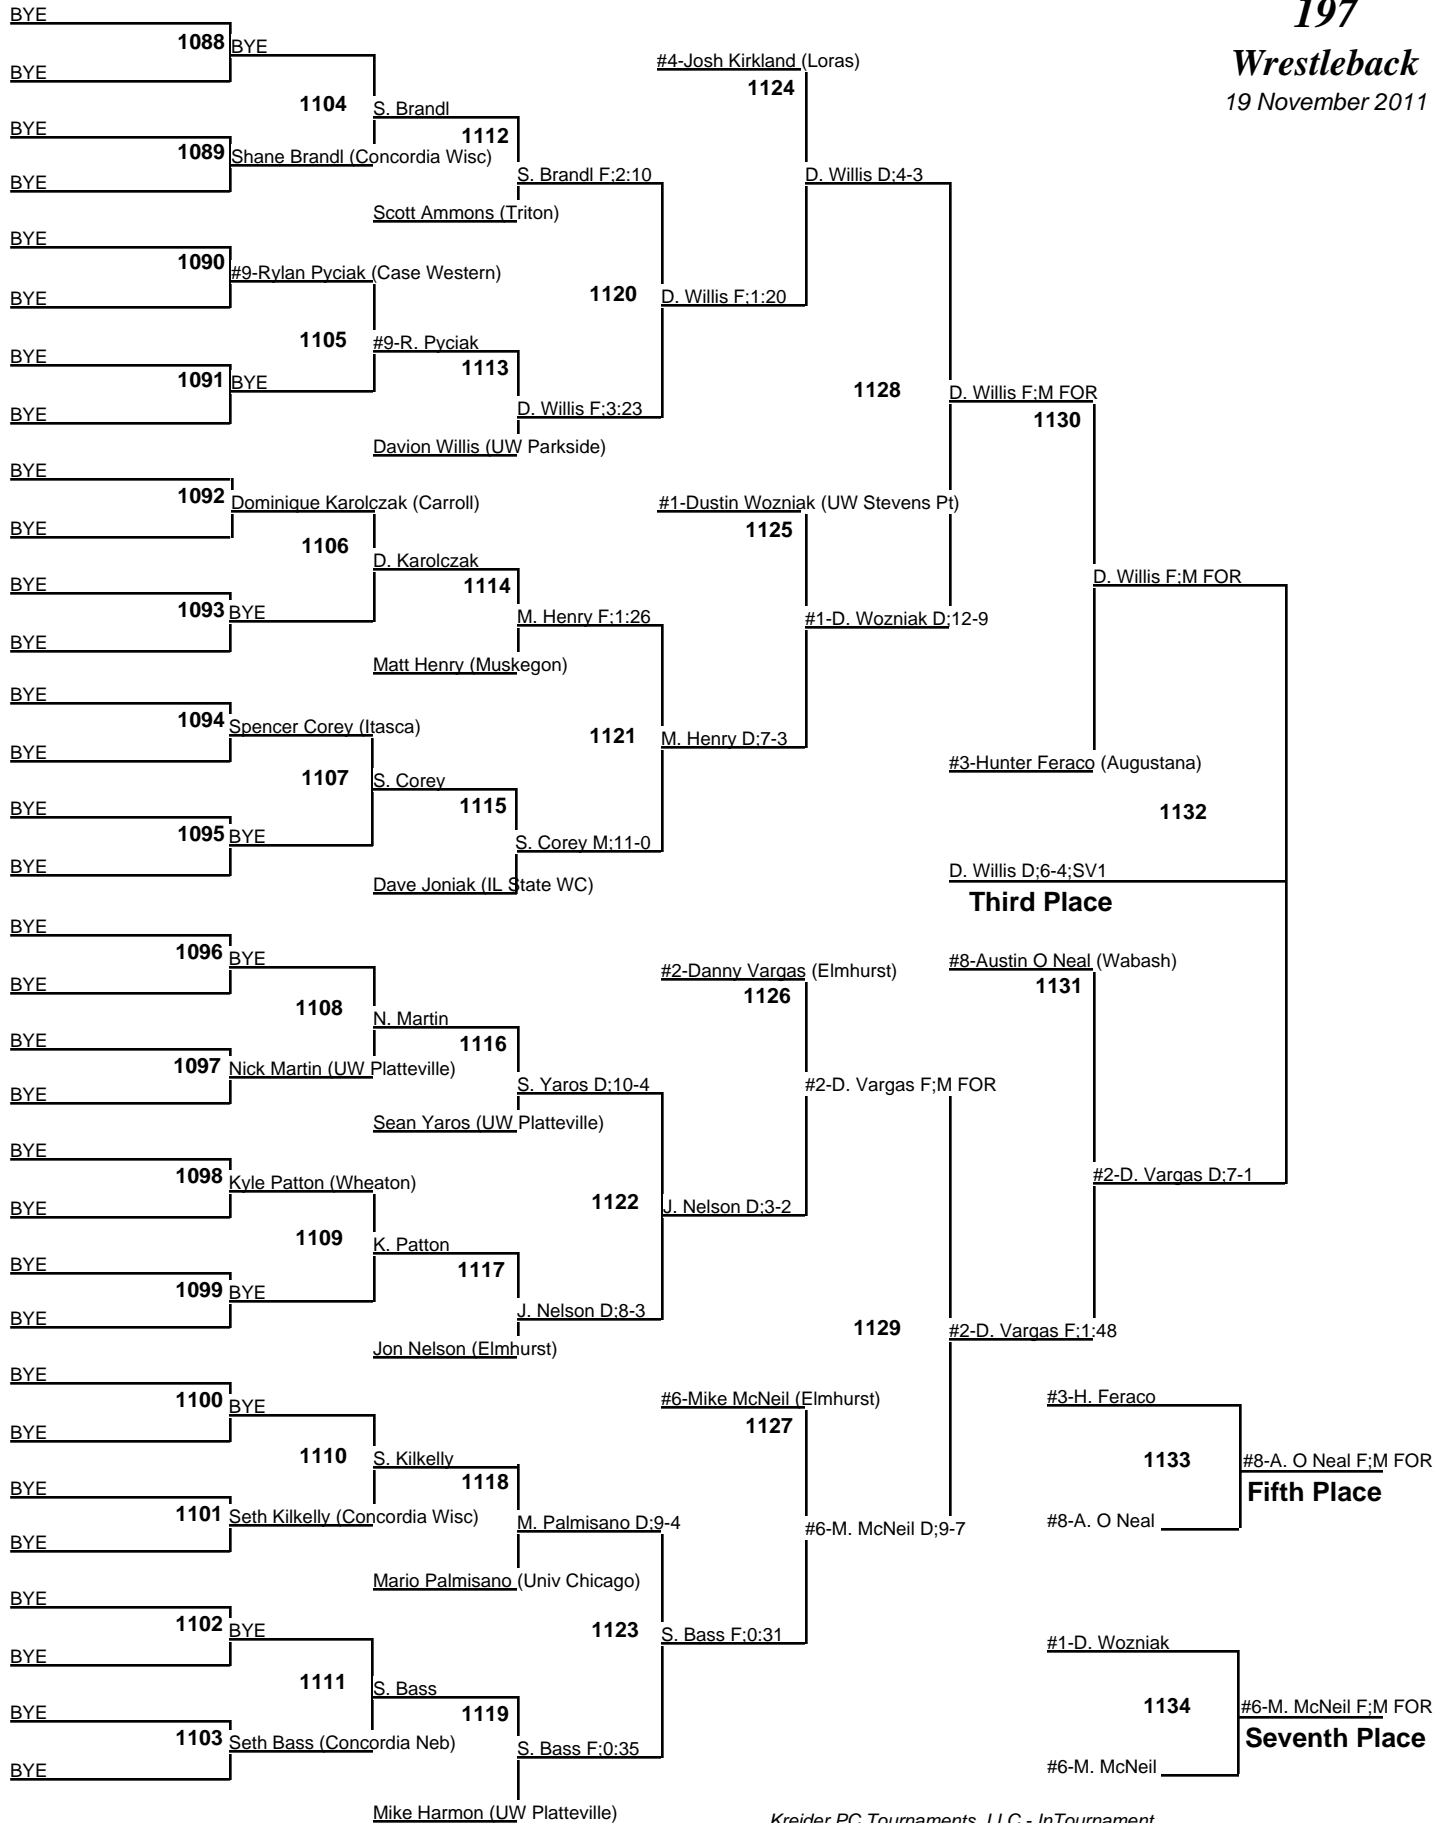 197
Wrestleback
19 November 2011
BYE
1088
BYE
BYE
1104
S. Brandl
BYE
1089
Shane Brandl (Concordia Wisc)
BYE
1112
S. Brandl F;2:10
Scott Ammons (Triton)
BYE
1090
#9-Rylan Pyciak (Case Western)
BYE
1120
D. Willis F;1:20
1105
#9-R. Pyciak
BYE
1091
BYE
BYE
1113
D. Willis F;3:23
Davion Willis (UW Parkside)
#4-Josh Kirkland (Loras)
1124
D. Willis D;4-3
BYE
1092
Dominique Karolczak (Carroll)
BYE
1106
D. Karolczak
BYE
1093
BYE
BYE
1114
M. Henry F;1:26
Matt Henry (Muskegon)
BYE
1094
Spencer Corey (Itasca)
BYE
1121
M. Henry D;7-3
1107
S. Corey
BYE
1095
BYE
BYE
1115
S. Corey M;11-0
Dave Joniak (IL State WC)
#1-Dustin Wozniak (UW Stevens Pt)
1125
#1-D. Wozniak D;12-9
1128
D. Willis F;M FOR
1130
D. Willis F;M FOR
#3-Hunter Feraco (Augustana)
1132
D. Willis D;6-4;SV1
Third Place
BYE
1096
BYE
BYE
1108
N. Martin
BYE
1097
Nick Martin (UW Platteville)
BYE
1116
S. Yaros D;10-4
Sean Yaros (UW Platteville)
BYE
1098
Kyle Patton (Wheaton)
BYE
1122
J. Nelson D;3-2
1109
K. Patton
BYE
1099
BYE
BYE
1117
J. Nelson D;8-3
Jon Nelson (Elmhurst)
#2-Danny Vargas (Elmhurst)
1126
#2-D. Vargas F;M FOR
#8-Austin O Neal (Wabash)
1131
#2-D. Vargas D;7-1
1129
#2-D. Vargas F;1:48
BYE
1100
BYE
BYE
1110
S. Kilkelly
BYE
1101
Seth Kilkelly (Concordia Wisc)
BYE
1118
M. Palmisano D;9-4
Mario Palmisano (Univ Chicago)
#6-Mike McNeil (Elmhurst)
1127
#6-M. McNeil D;9-7
BYE
1102
BYE
BYE
1123
S. Bass F;0:31
1111
S. Bass
BYE
1103
Seth Bass (Concordia Neb)
BYE
1119
S. Bass F;0:35
Mike Harmon (UW Platteville)
#3-H. Feraco
1133
#8-A. O Neal F;M FOR
Fifth Place
#8-A. O Neal
#1-D. Wozniak
1134
#6-M. McNeil F;M FOR
Seventh Place
#6-M. McNeil
Kreider PC Tournaments, LLC - InTournament